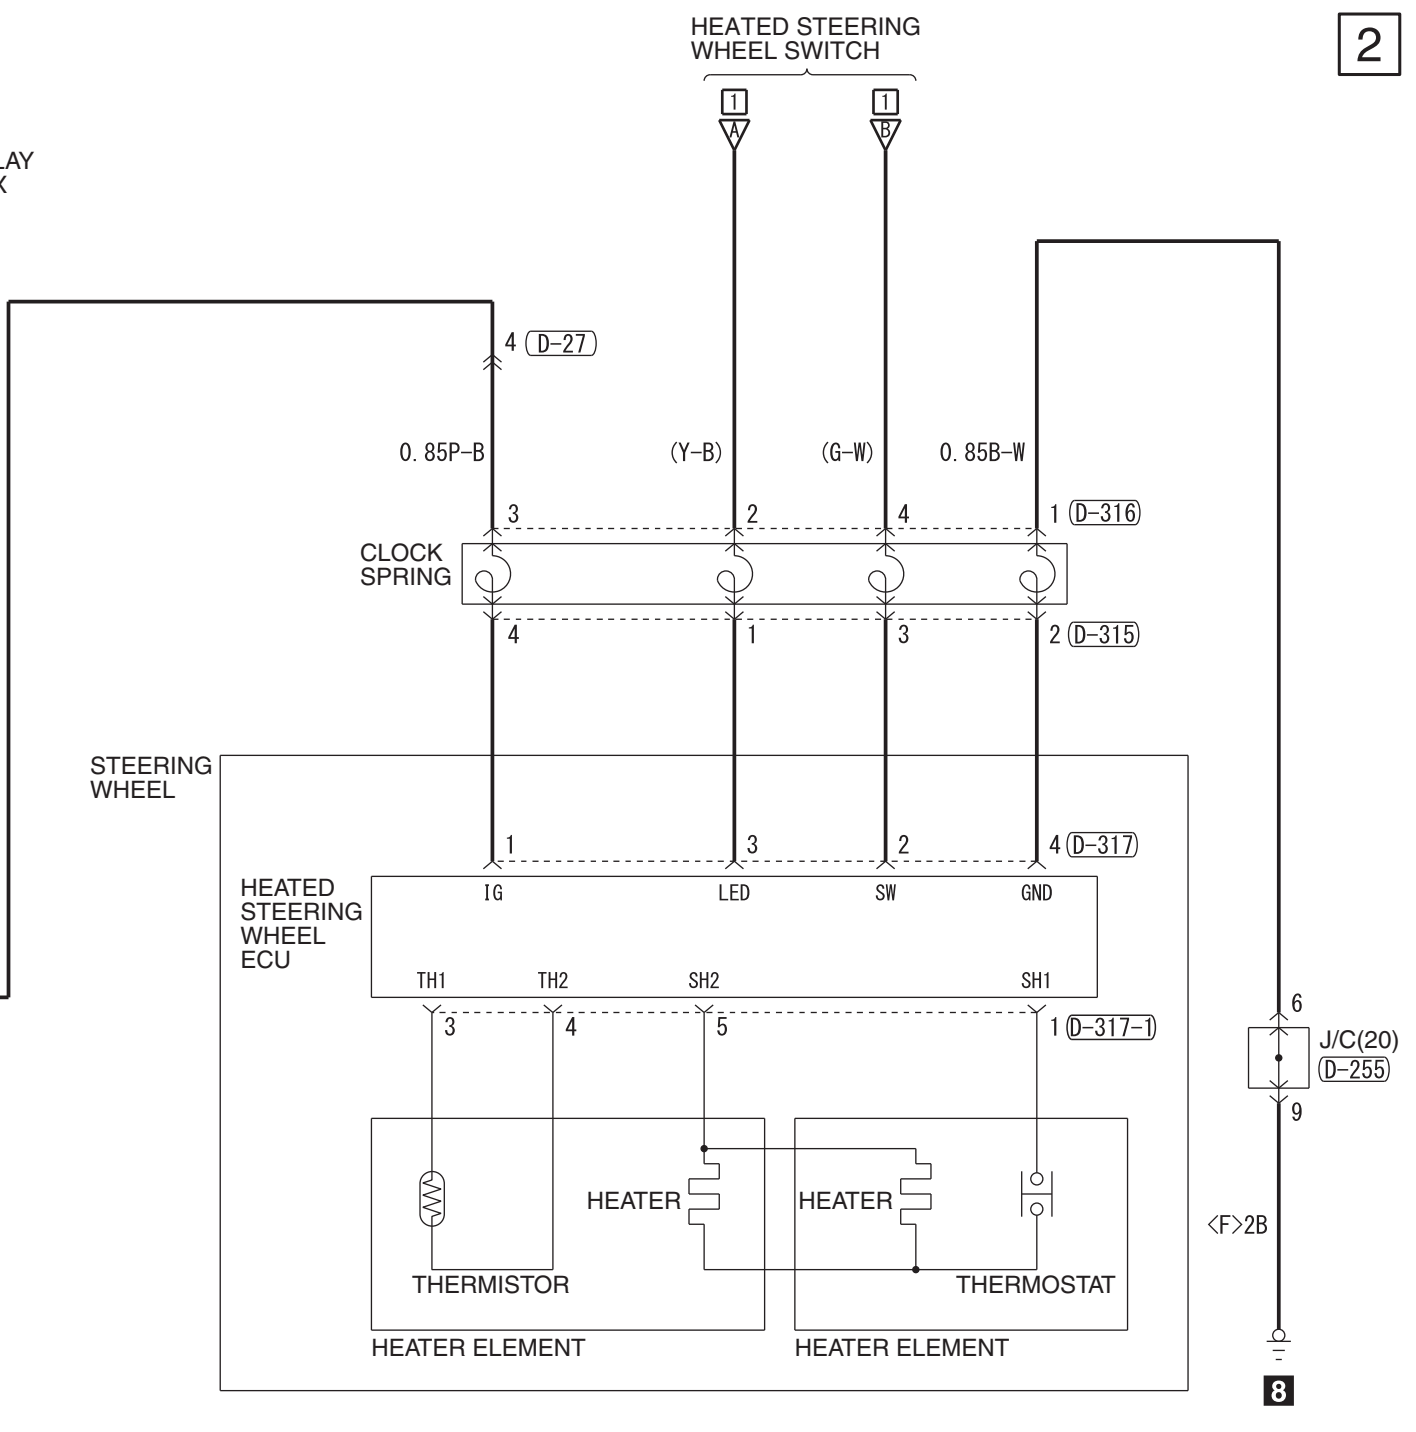 HEATED STEERING
WHEEL SWITCH
2
1
1
A
B
LAY
X
4 (D-27)
0.85P-B
(Y-B)
(G-W)
0.85B-W
3
2
4
1 (D-316)
CLOCK
SPRING
4
1
3
2 (D-315)
STEERING
WHEEL
1
3
2
4 (D-317)
HEATED
STEERING
WHEEL
ECU
IG
LED
SW
GND
TH1
TH2
SH2
SH1
3
4
5
1 (D-317-1)
6
J/C(20)
(D-255)
9
HEATER
HEATER
<F>2B
THERMISTOR
THERMOSTAT
HEATER ELEMENT
HEATER ELEMENT
8